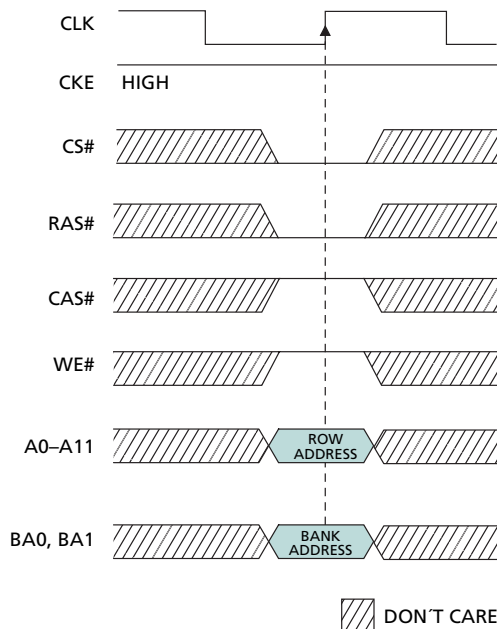 CLK
CKE HIGH
CS#
RAS#
CAS#
WE#
A0–A11
ROW
ADDRESS
BA0, BA1
BANK
ADDRESS
DON´T CARE